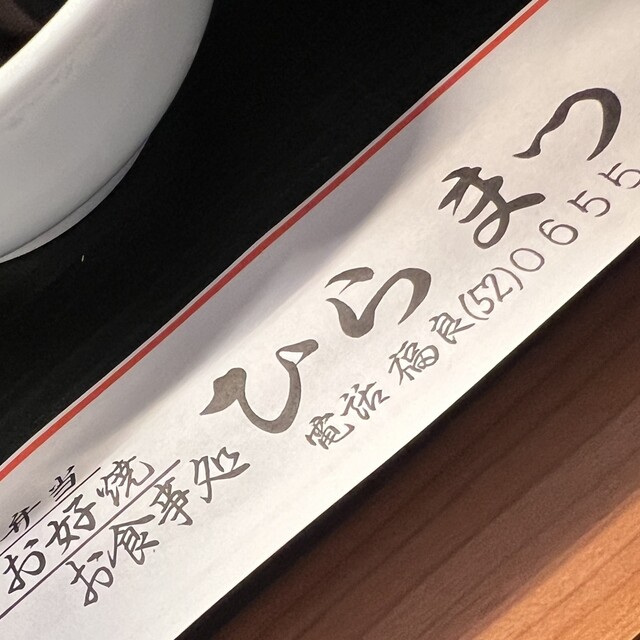 弁当
お好焼
お食事処
ひらまつ
電話 福良(52)0655